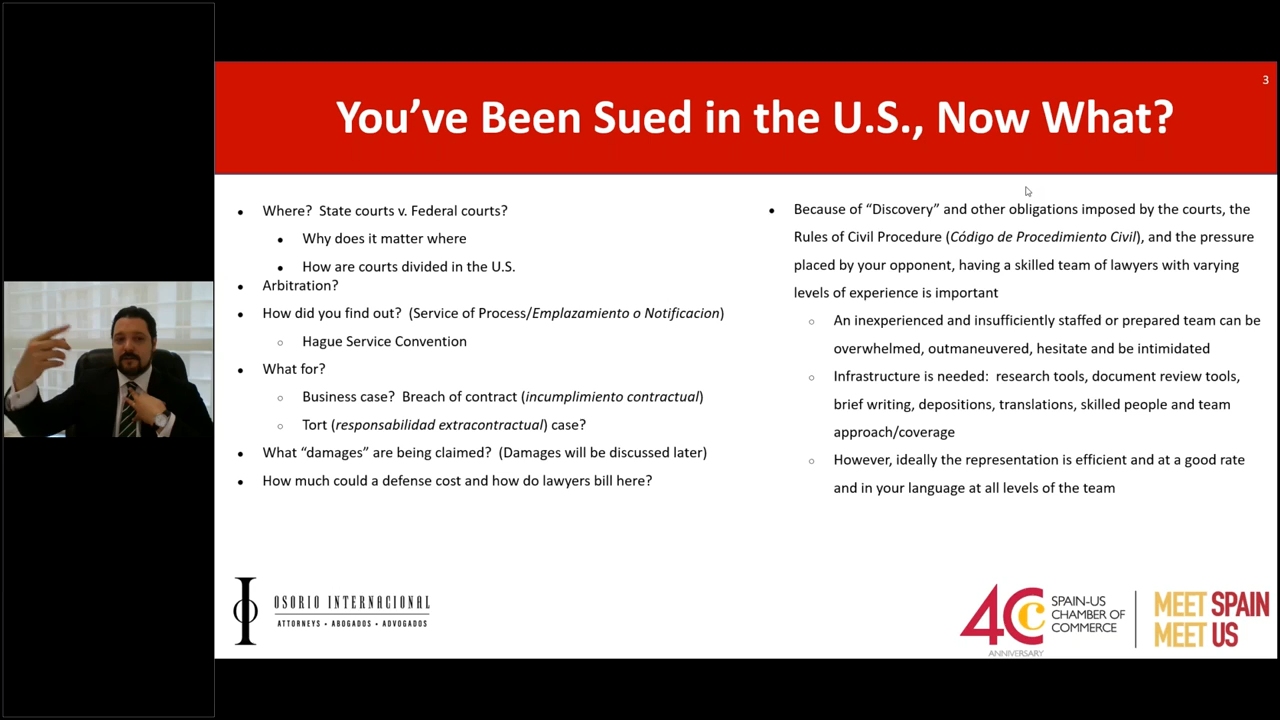 3
You’ve Been Sued in the U.S., Now What?
● Where? State courts v. Federal courts?
● Why does it matter where
● How are courts divided in the U.S.
● Arbitration?
● How did you find out? (Service of Process/Emplazamiento o Notificacion)
○ Hague Service Convention
● What for?
○ Business case? Breach of contract (incumplimiento contractual)
○ Tort (responsabilidad extracontractual) case?
● What “damages” are being claimed? (Damages will be discussed later)
● How much could a defense cost and how do lawyers bill here?
● Because of “Discovery” and other obligations imposed by the courts, the
Rules of Civil Procedure (Código de Procedimiento Civil), and the pressure
placed by your opponent, having a skilled team of lawyers with varying
levels of experience is important
○ An inexperienced and insufficiently staffed or prepared team can be
overwhelmed, outmaneuvered, hesitate and be intimidated
○ Infrastructure is needed: research tools, document review tools,
brief writing, depositions, translations, skilled people and team
approach/coverage
○ However, ideally the representation is efficient and at a good rate
and in your language at all levels of the team
OSORIO INTERNACIONAL
ATTORNEYS • ABOGADOS • ADVOGADOS
4C
ANNIVERSARY
SPAIN-US
CHAMBER OF
COMMERCE
MEET SPAIN
MEET US